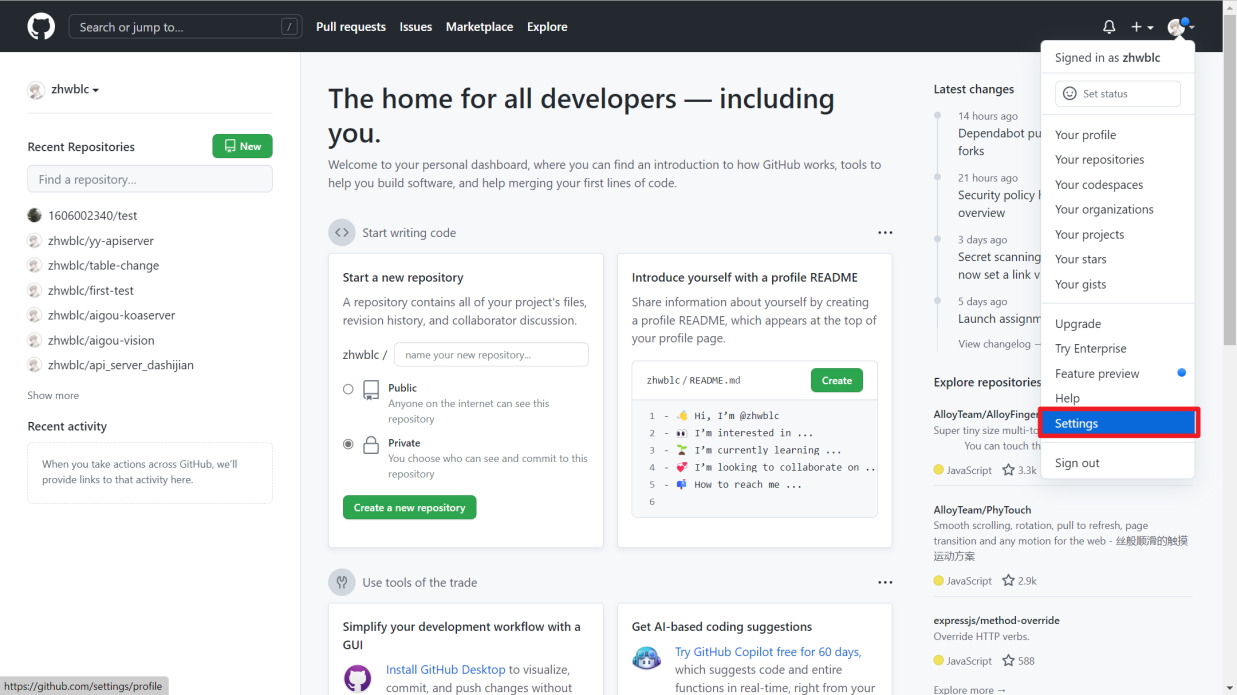 Search or jump to...
/
Pull requests
Issues
Marketplace
Explore
zhwblc
Recent Repositories
New
Find a repository...
1606002340/test
zhwblc/yy-apiserver
zhwblc/table-change
zhwblc/first-test
zhwblc/aigou-koaserver
zhwblc/aigou-vision
zhwblc/api_server_dashijian
Show more
Recent activity
When you take actions across GitHub, we'll
provide links to that activity here.
The home for all developers — including
you.
Welcome to your personal dashboard, where you can find an introduction to how GitHub works, tools to
help you build software, and help merging your first lines of code.
Start writing code
Start a new repository
A repository contains all of your project's files,
revision history, and collaborator discussion.
zhwblc /
name your new repository...
Public
Anyone on the internet can see this
repository
Private
You choose who can see and commit to this
repository
Create a new repository
Introduce yourself with a profile README
Share information about yourself by creating
a profile README, which appears at the top of
your profile page.
zhwblc / README.md
Create
1 - 👋 Hi, I'm @zhwblc
2 - 👀 I'm interested in ...
3 - 🌱 I'm currently learning ...
4 - 💞️ I'm looking to collaborate on ..
5 - 📫 How to reach me ...
6
Use tools of the trade
Simplify your development workflow with a
GUI
Install GitHub Desktop to visualize,
commit, and push changes without
Get AI-based coding suggestions
Try GitHub Copilot free for 60 days,
which suggests code and entire
functions in real-time, right from your
Latest changes
14 hours ago
Dependabot pu
forks
21 hours ago
Security policy
overview
3 days ago
Secret scanning
now set a link v
5 days ago
Launch assignm
View changelog
Explore repositories
AlloyTeam/AlloyFinger
Super tiny size multi-to
You can touch th
JavaScript
3.3k
AlloyTeam/PhyTouch
Smooth scrolling, rotation, pull to refresh, page
transition and any motion for the web - 丝般顺滑的触摸
运动方案
JavaScript
2.9k
expressjs/method-override
Override HTTP verbs.
JavaScript
588
Explore more →
Signed in as zhwblc
Set status
Your profile
Your repositories
Your codespaces
Your organizations
Your projects
Your stars
Your gists
Upgrade
Try Enterprise
Feature preview
Help
Settings
Sign out
https://github.com/settings/profile